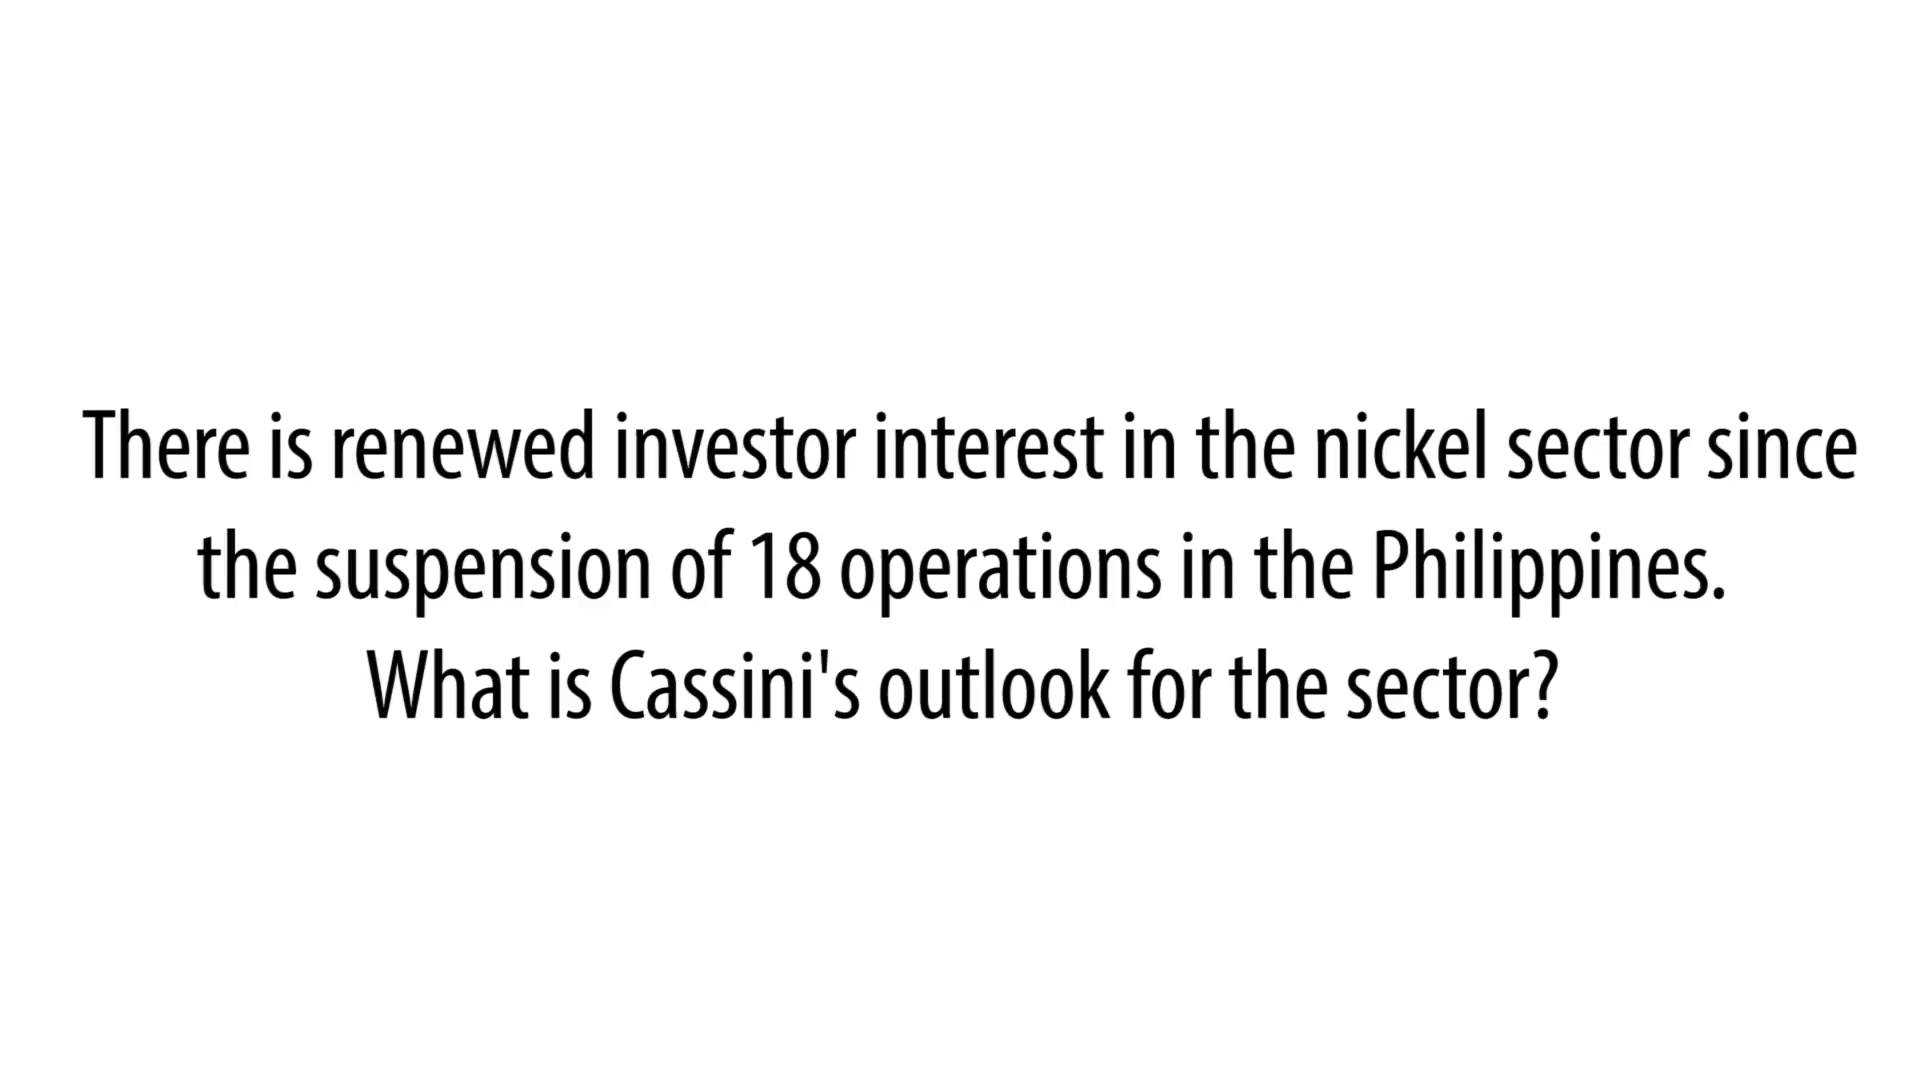 There is renewed investor interest in the nickel sector since
the suspension of 18 operations in the Philippines.
What is Cassini's outlook for the sector?